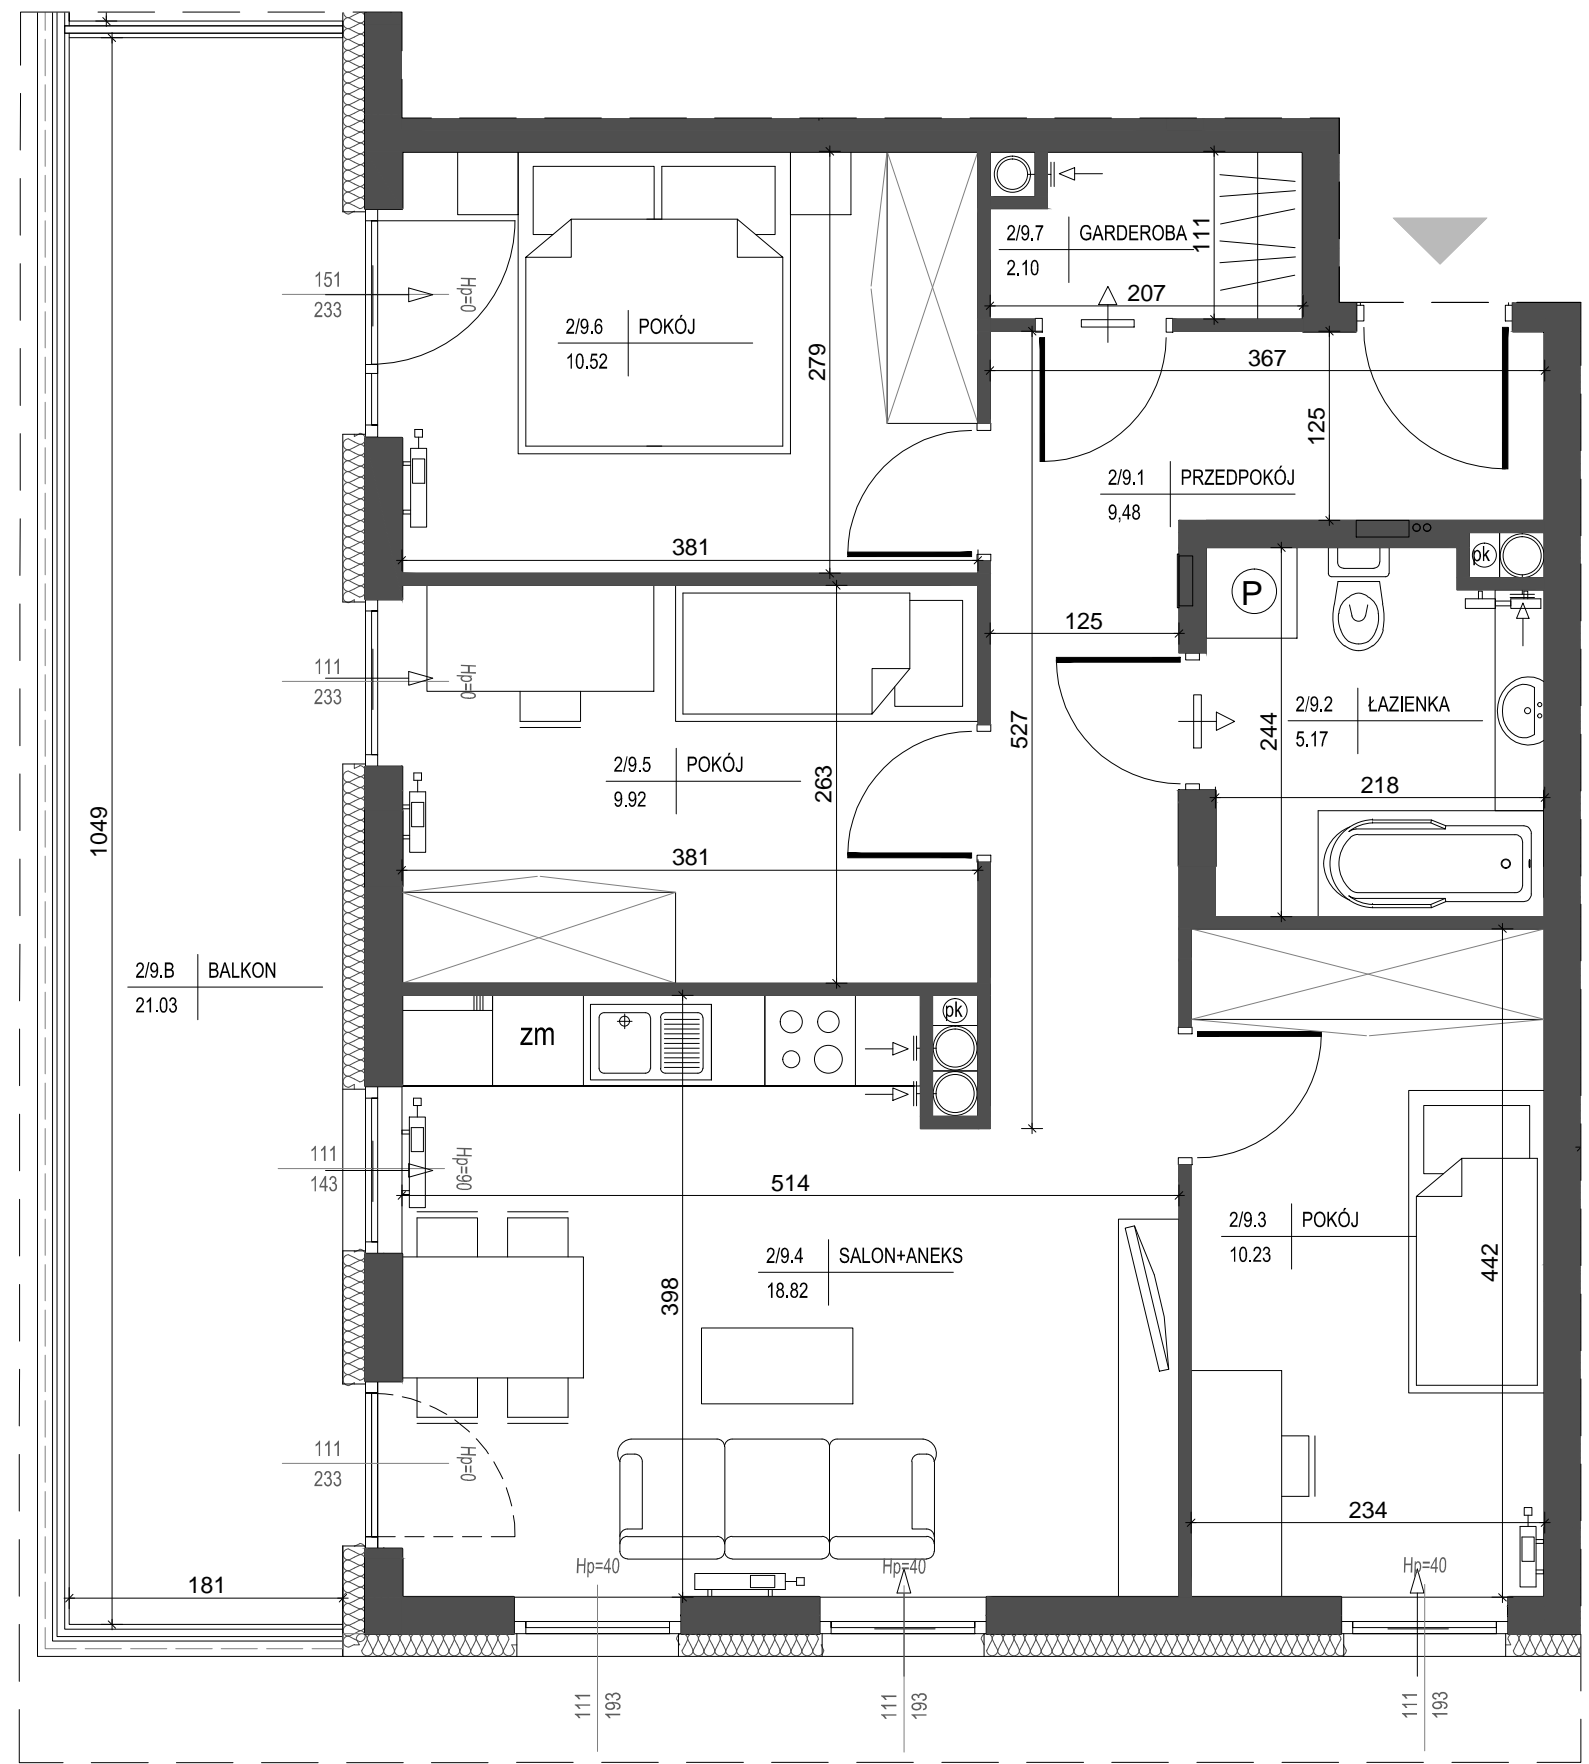 2/9.7 GARDEROBA
2.10
111
207
151
233
Hp=0
2/9.6 POKÓJ
10.52
279
367
125
2/9.1 PRZEDPOKÓJ
9,48
381
pk
P
125
111
233
Hp=0
527
244
2/9.2 ŁAZIENKA
5.17
2/9.5 POKÓJ
9.92
263
218
1049
381
2/9.B BALKON
21.03
zm
pk
111
143
Hp=90
514
2/9.3 POKÓJ
10.23
442
2/9.4 SALON+ANEKS
18.82
398
111
233
Hp=0
234
181
Hp=40
Hp=40
Hp=40
111
193
111
193
111
193